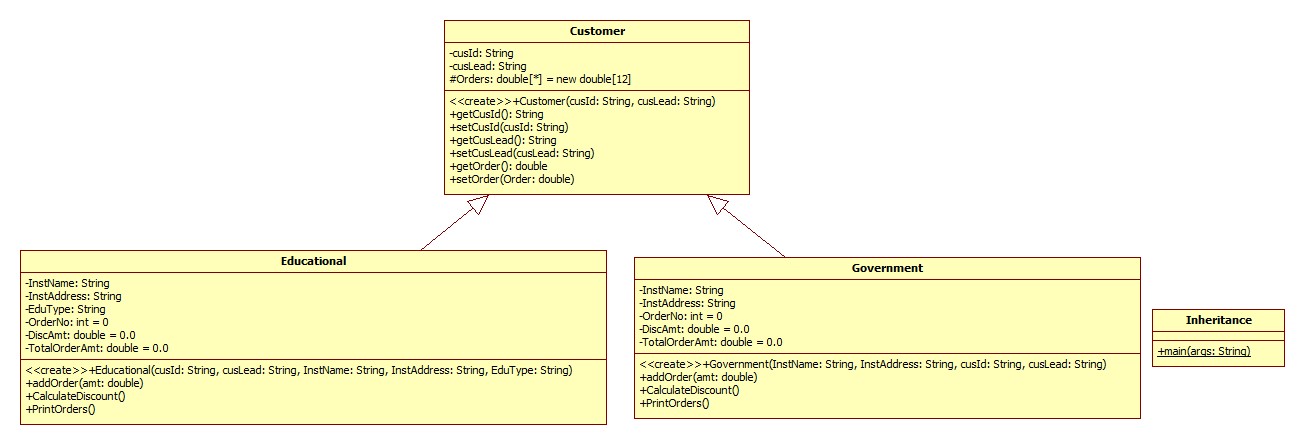 Customer
-cusId: String
-cusLead: String
#Orders: double[*] = new double[12]
<<create>>+Customer(cusId: String, cusLead: String)
+getCusId(): String
+setCusId(cusId: String)
+getCusLead(): String
+setCusLead(cusLead: String)
+getOrder(): double
+setOrder(Order: double)
Educational
-InstName: String
-InstAddress: String
-EduType: String
-OrderNo: int = 0
-DiscAmt: double = 0.0
-TotalOrderAmt: double = 0.0
<<create>>+Educational(cusId: String, cusLead: String, InstName: String, InstAddress: String, EduType: String)
+addOrder(amt: double)
+CalculateDiscount()
+PrintOrders()
Government
-InstName: String
-InstAddress: String
-OrderNo: int = 0
-DiscAmt: double = 0.0
-TotalOrderAmt: double = 0.0
<<create>>+Government(InstName: String, InstAddress: String, cusId: String, cusLead: String)
+addOrder(amt: double)
+CalculateDiscount()
+PrintOrders()
Inheritance
+main(args: String)